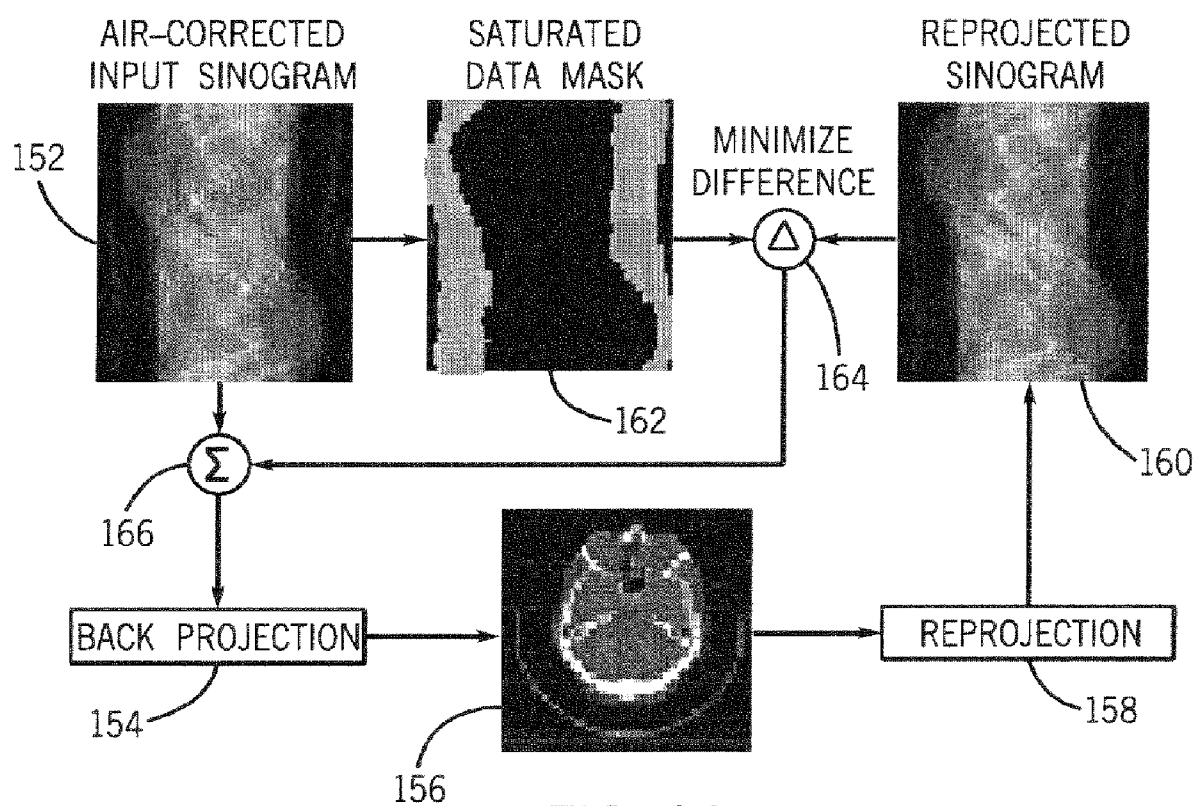 AIR-CORRECTED
INPUT SINOGRAM
SATURATED
DATA MASK
REPROJECTED
SINOGRAM
MINIMIZE
DIFFERENCE
152
Δ
164
162
160
Σ
166
BACK PROJECTION
REPROJECTION
154
158
156